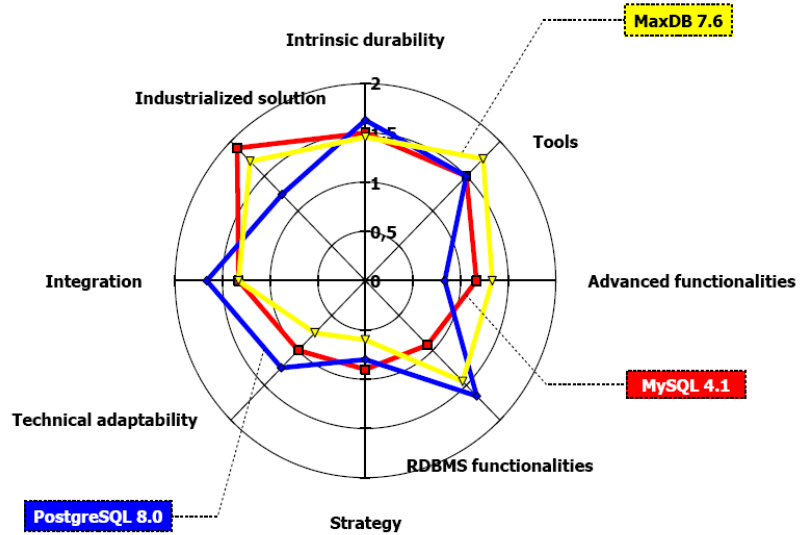 MaxDB 7.6
Intrinsic durability
2
Industrialized solution
1,5
Tools
1
0,5
Integration
0
Advanced functionalities
MySQL 4.1
Technical adaptability
RDBMS functionalities
PostgreSQL 8.0
Strategy